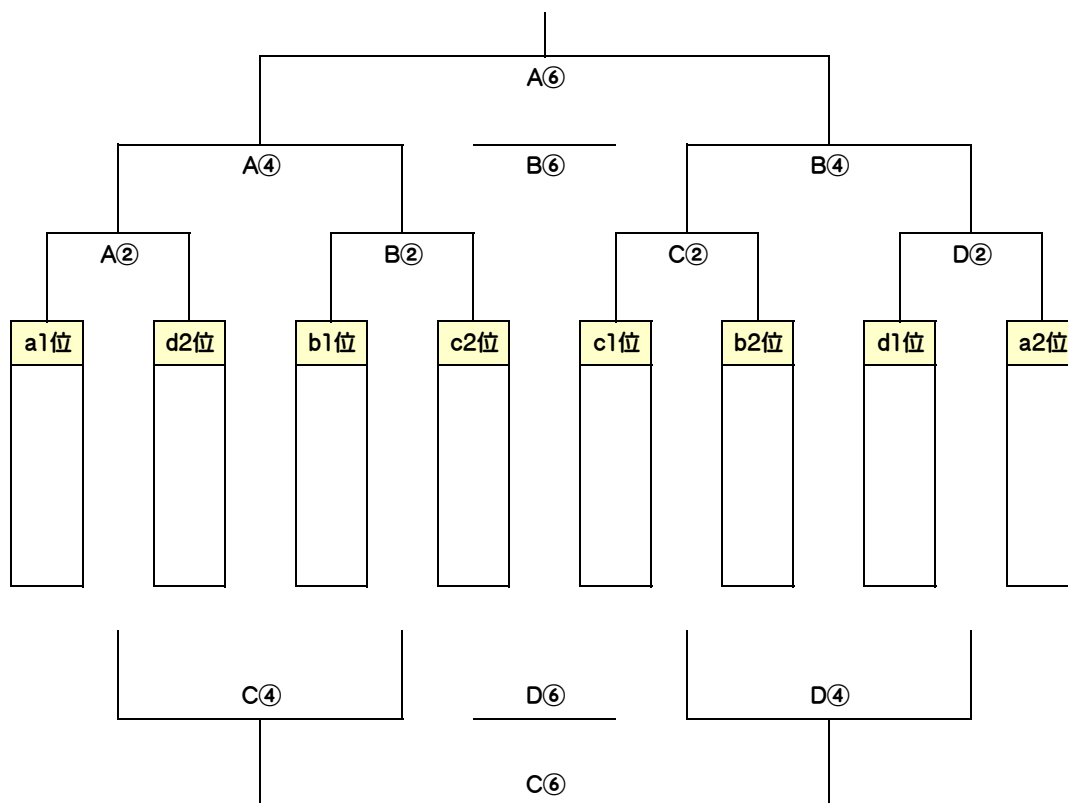 A⑥
A④ B⑥ B④
A② B② C② D②
a1位 d2位 b1位 c2位 c1位 b2位 d1位 a2位
C④ D⑥ D④
C⑥